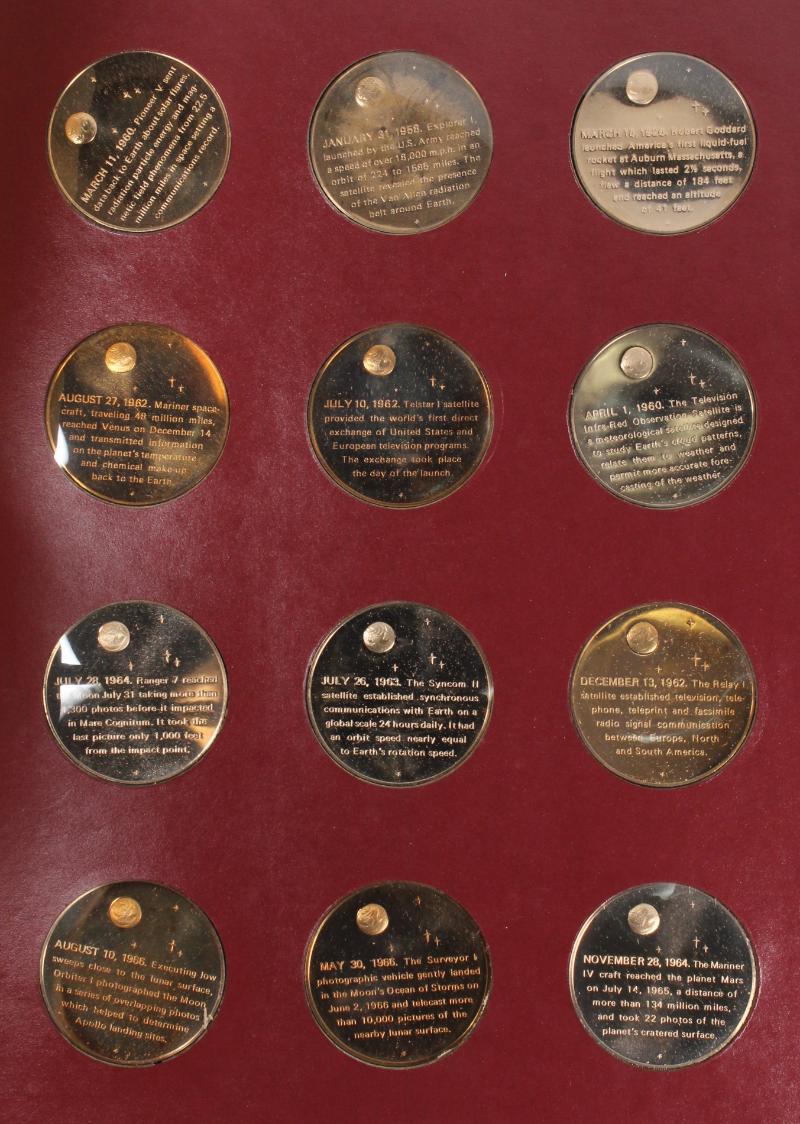 MARCH 11, 1960. Pioneer V sent
data back to Earth about solar flares,
radiation particle energy and mag-
netic field phenomena from 22.5
million miles in space setting a
communications record.
JANUARY 31, 1958. Explorer I,
launched by the U.S. Army reached
a speed of over 18,000 m.p.h. in an
orbit of 224 to 1585 miles. The
satellite revealed the presence
of the Van Allen radiation
belt around Earth.
MARCH 16, 1926. Robert Goddard
launched America's first liquid-fuel
rocket at Auburn Massachusetts, a
flight which lasted 2½ seconds,
flew a distance of 184 feet
and reached an altitude
of 41 feet.
AUGUST 27, 1962. Mariner space-
craft, traveling 48 million miles,
reached Venus on December 14
and transmitted information
on the planet's temperature
and chemical make-up
back to the Earth.
JULY 10, 1962. Telstar I satellite
provided the world's first direct
exchange of United States and
European television programs.
The exchange took place
the day of the launch.
APRIL 1, 1960. The Television
Infra-Red Observation Satellite is
a meteorological satellite designed
to study Earth's cloud patterns,
relate them to weather and
permit more accurate fore-
casting of the weather.
JULY 28, 1964. Ranger 7 reached
the Moon July 31 taking more than
4,300 photos before it impacted
in Mare Cognitum. It took the
last picture only 1,000 feet
from the impact point.
JULY 26, 1963. The Syncom II
satellite established synchronous
communications with Earth on a
global scale 24 hours daily. It had
an orbit speed nearly equal
to Earth's rotation speed.
DECEMBER 13, 1962. The Relay I
satellite established television, tele-
phone, teleprint and fassimile
radio signal communication
between Europe, North
and South America.
AUGUST 10, 1966. Executing low
sweeps close to the lunar surface,
Orbiter I photographed the Moon
in a series of overlapping photos
which helped to determine
Apollo landing sites.
MAY 30, 1966. The Surveyor I
photographic vehicle gently landed
in the Moon's Ocean of Storms on
June 2, 1966 and telecast more
than 10,000 pictures of the
nearby lunar surface.
NOVEMBER 28, 1964. The Mariner
IV craft reached the planet Mars
on July 14, 1965, a distance of
more than 134 million miles,
and took 22 photos of the
planet's cratered surface.